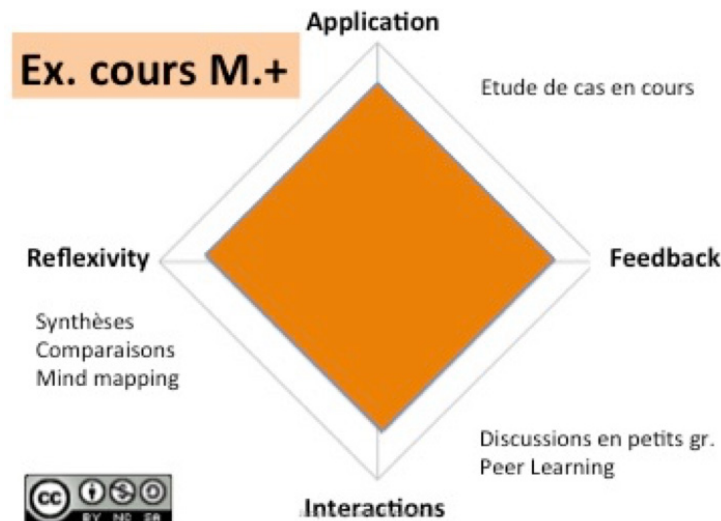 Application
Ex. cours M.+
Etude de cas en cours
Reflexivity
Feedback
Synthèses
Comparaisons
Mind mapping
Discussions en petits gr.
Peer Learning
cc
BY NC SA
Interactions